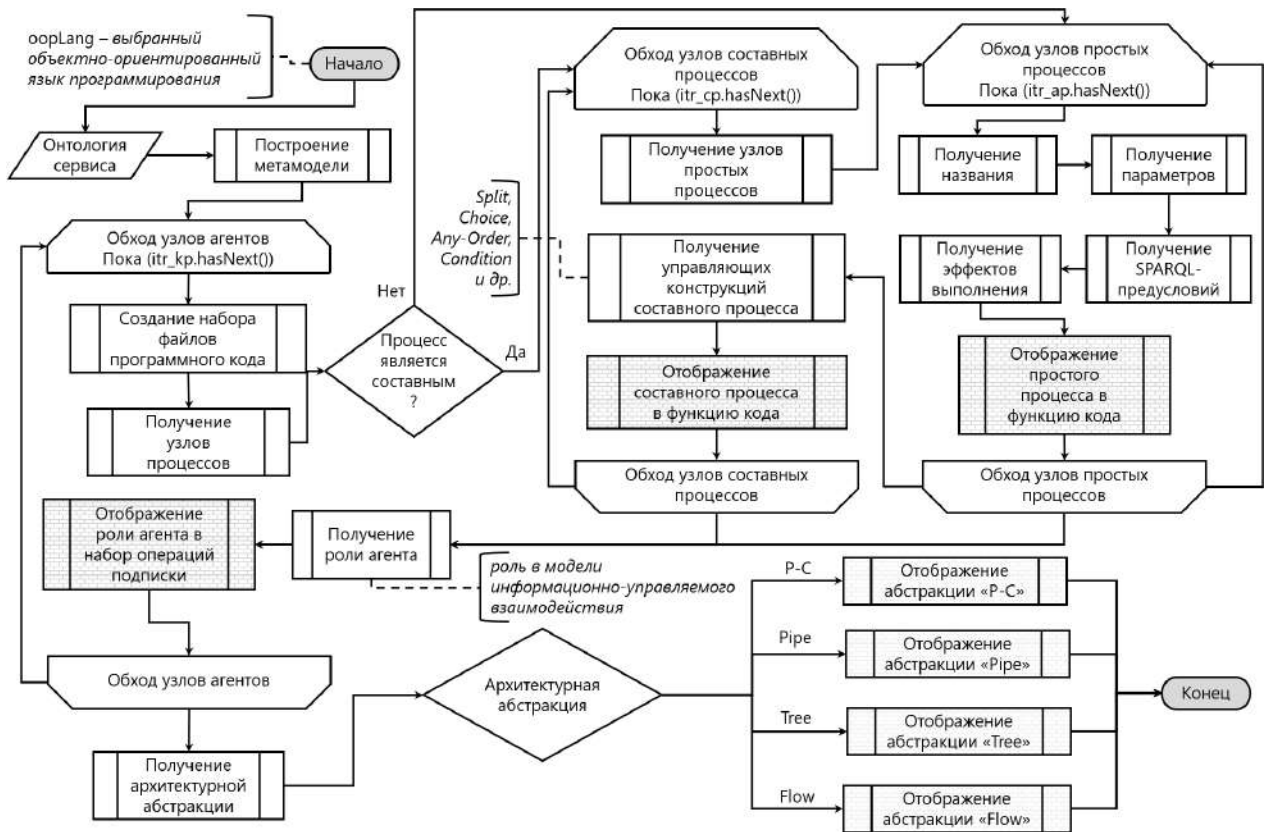 oopLang – выбранный
объектно-ориентированный
язык программирования
Начало
Онтология
сервиса
Построение
метамодели
Обход узлов агентов
Пока (itr_kp.hasNext())
Создание набора
файлов
программного кода
Получение
узлов
процессов
Процесс
является
составным
?
Нет
Да
Обход узлов составных
процессов
Пока (itr_cp.hasNext())
Получение узлов
простых
процессов
Split,
Choice,
Any-Order,
Condition
и др.
Получение
управляющих
конструкций
составного процесса
Отображение
составного процесса
в функцию кода
Обход узлов составных
процессов
Обход узлов простых
процессов
Пока (itr_ap.hasNext())
Получение
названия
Получение
параметров
Получение
эффектов
выполнения
Получение
SPARQL-
предусловий
Отображение
простого
процесса в
функцию кода
Обход узлов простых
процессов
Отображение
роли агента в
набор операций
подписки
Получение
роли агента
роль в модели
информационно-управляемого
взаимодействия
Обход узлов агентов
Получение
архитектурной
абстракции
Архитектурная
абстракция
P-C
Отображение
абстракции «P-C»
Pipe
Отображение
абстракции «Pipe»
Tree
Отображение
абстракции «Tree»
Flow
Отображение
абстракции «Flow»
Конец